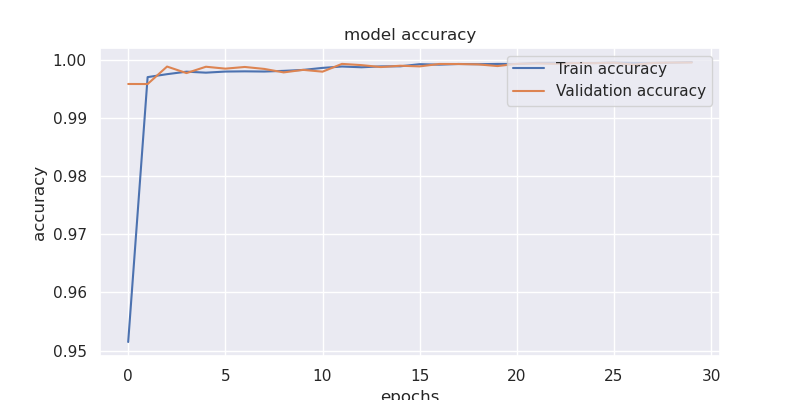 model accuracy
1.00
0.99
0.98
0.97
0.96
0.95
accuracy
Train accuracy
Validation accuracy
0 5 10 15 20 25 30
epochs